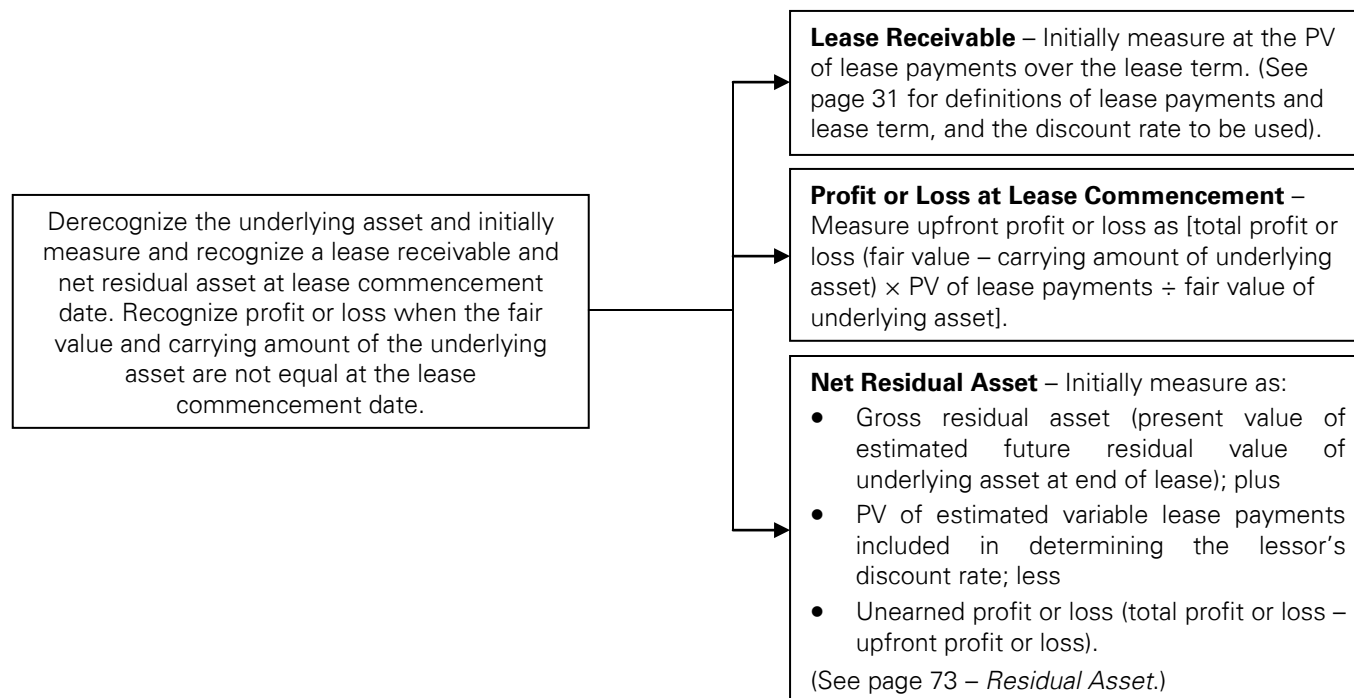 Derecognize the underlying asset and initially
measure and recognize a lease receivable and
net residual asset at lease commencement
date. Recognize profit or loss when the fair
value and carrying amount of the underlying
asset are not equal at the lease
commencement date.
Lease Receivable – Initially measure at the PV
of lease payments over the lease term. (See
page 31 for definitions of lease payments and
lease term, and the discount rate to be used).
Profit or Loss at Lease Commencement –
Measure upfront profit or loss as [total profit or
loss (fair value – carrying amount of underlying
asset) × PV of lease payments ÷ fair value of
underlying asset].
Net Residual Asset – Initially measure as:
• Gross residual asset (present value of
estimated future residual value of
underlying asset at end of lease); plus
• PV of estimated variable lease payments
included in determining the lessor's
discount rate; less
• Unearned profit or loss (total profit or loss –
upfront profit or loss).
(See page 73 – Residual Asset.)